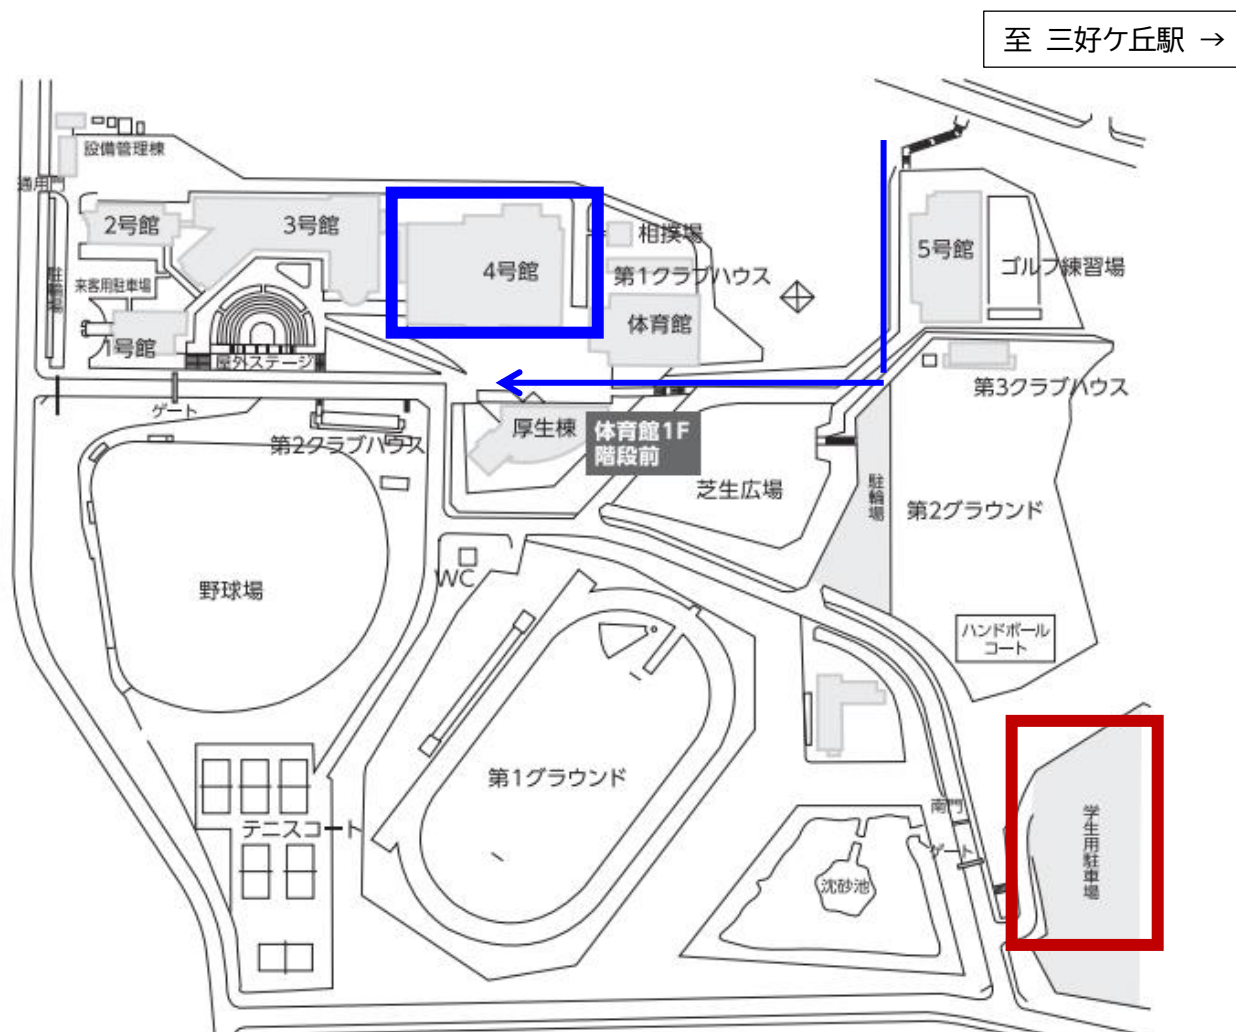 至 三好ケ丘駅 →
設備管理棟
通用門
2号館
3号館
4号館
相撲場
第1クラブハウス
体育館
5号館
ゴルフ練習場
駐輪場
来客用駐車場
1号館
屋外ステージ
第3クラブハウス
ゲート
第2クラブハウス
厚生棟
体育館1F
階段前
芝生広場
駐輪場
第2グラウンド
野球場
WC
ハンドボール
コート
第1グラウンド
テニスコート
南門
ゲート
沈砂池
学生用駐車場